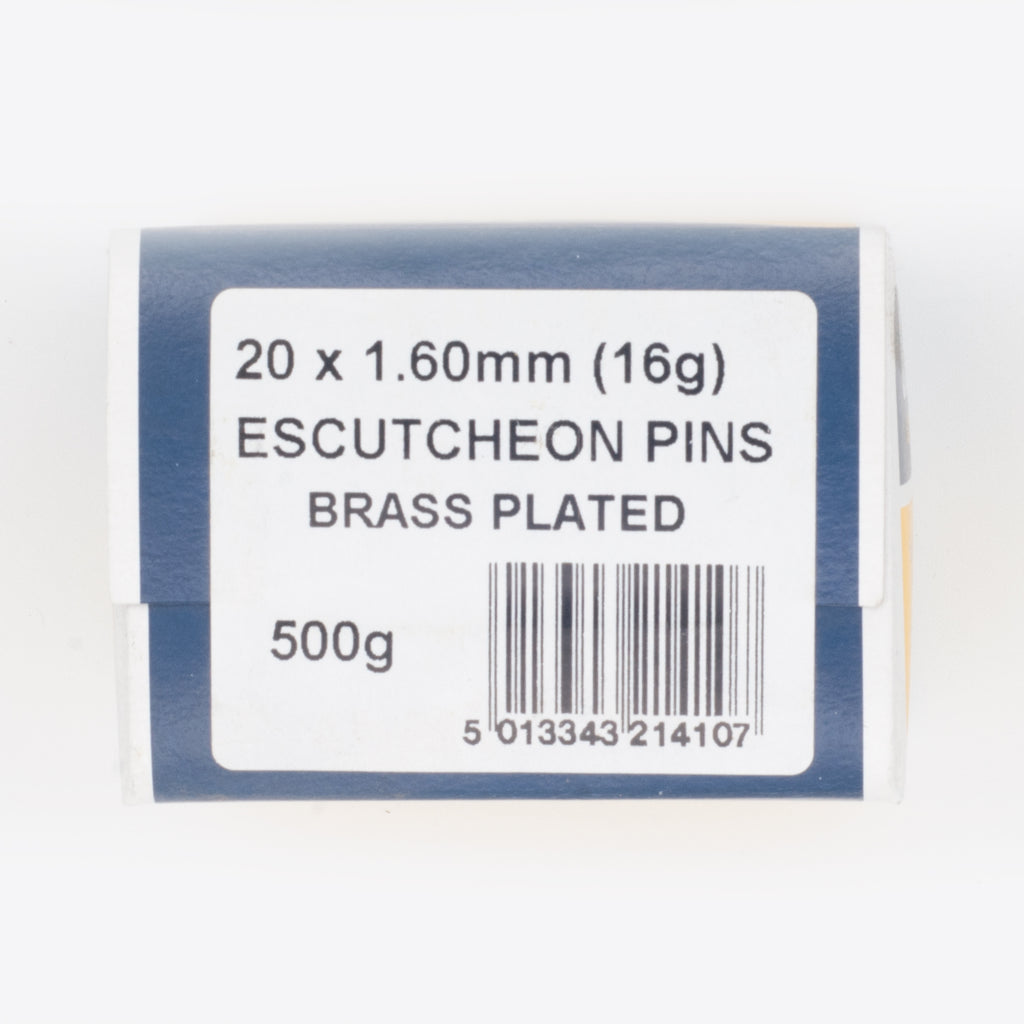 20 x 1.60mm (16g)
ESCUTCHEON PINS
BRASS PLATED
500g
5 013343 214107